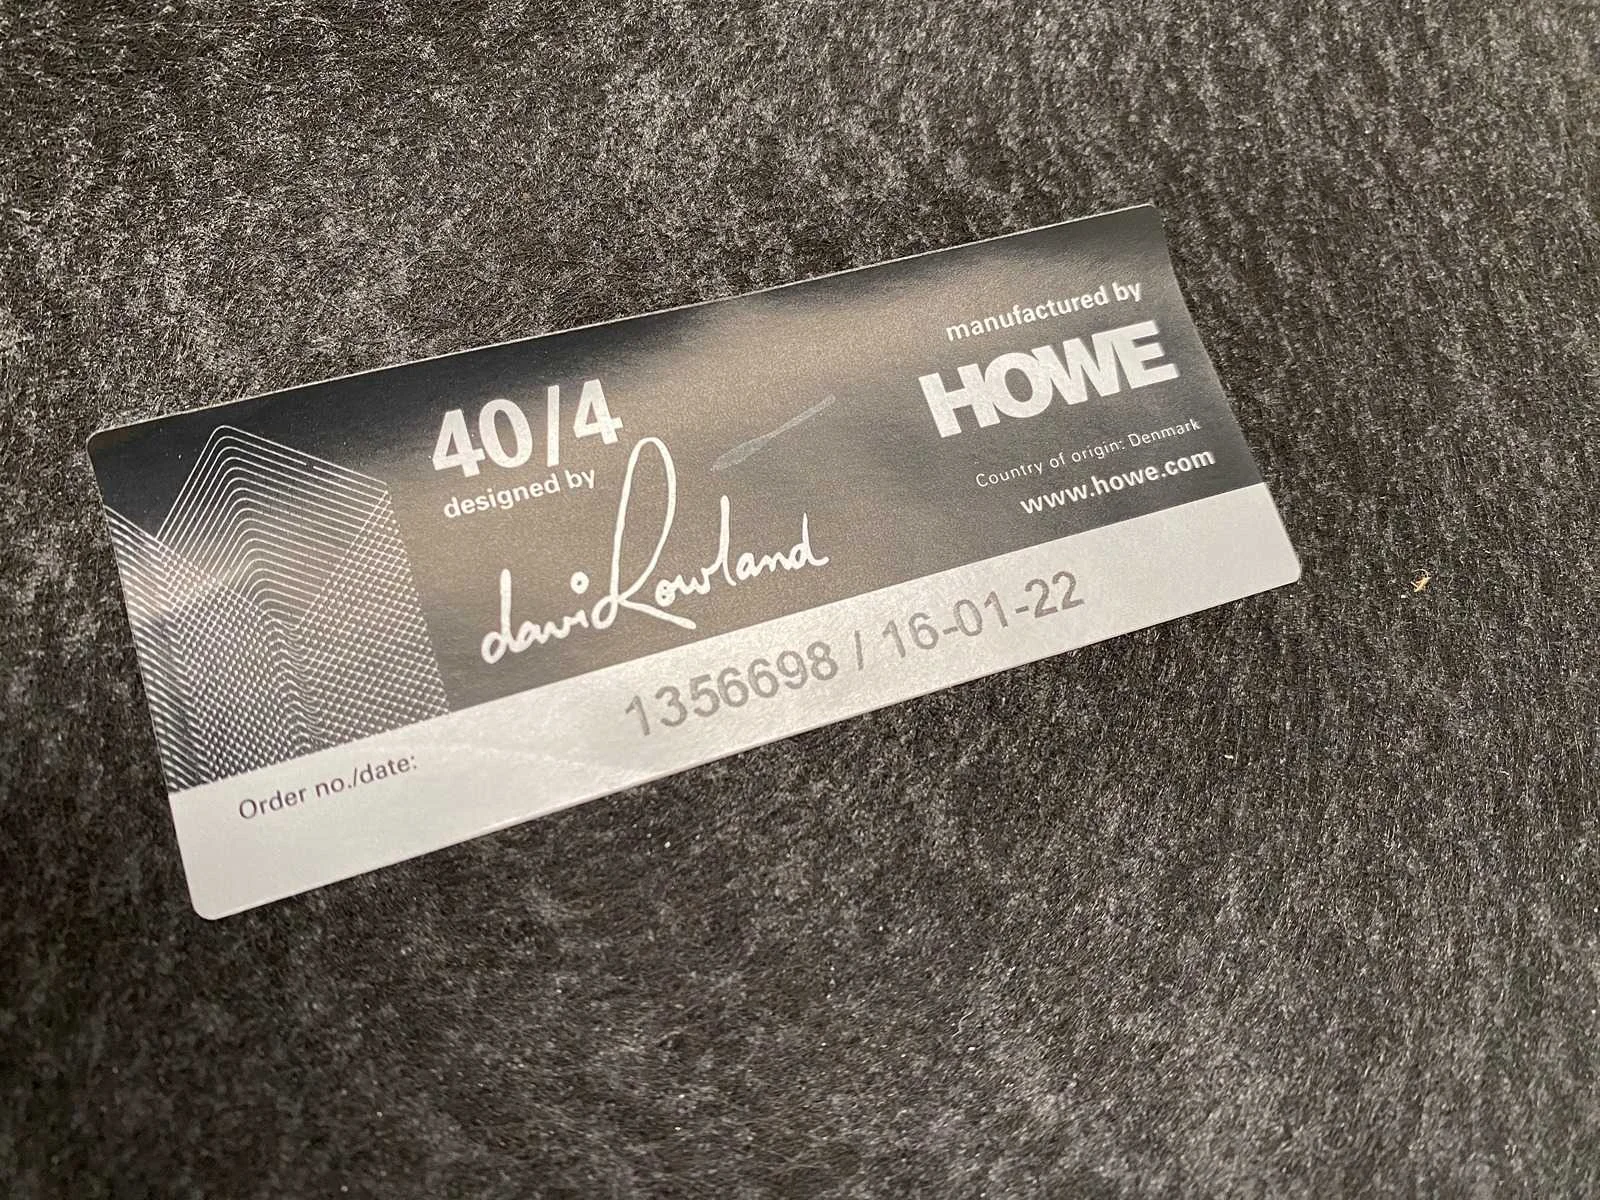 40/4
designed by
daviRowland
manufactured by
HOWE
Country of origin: Denmark
www.howe.com
Order no./date:
1356698 / 16-01-22